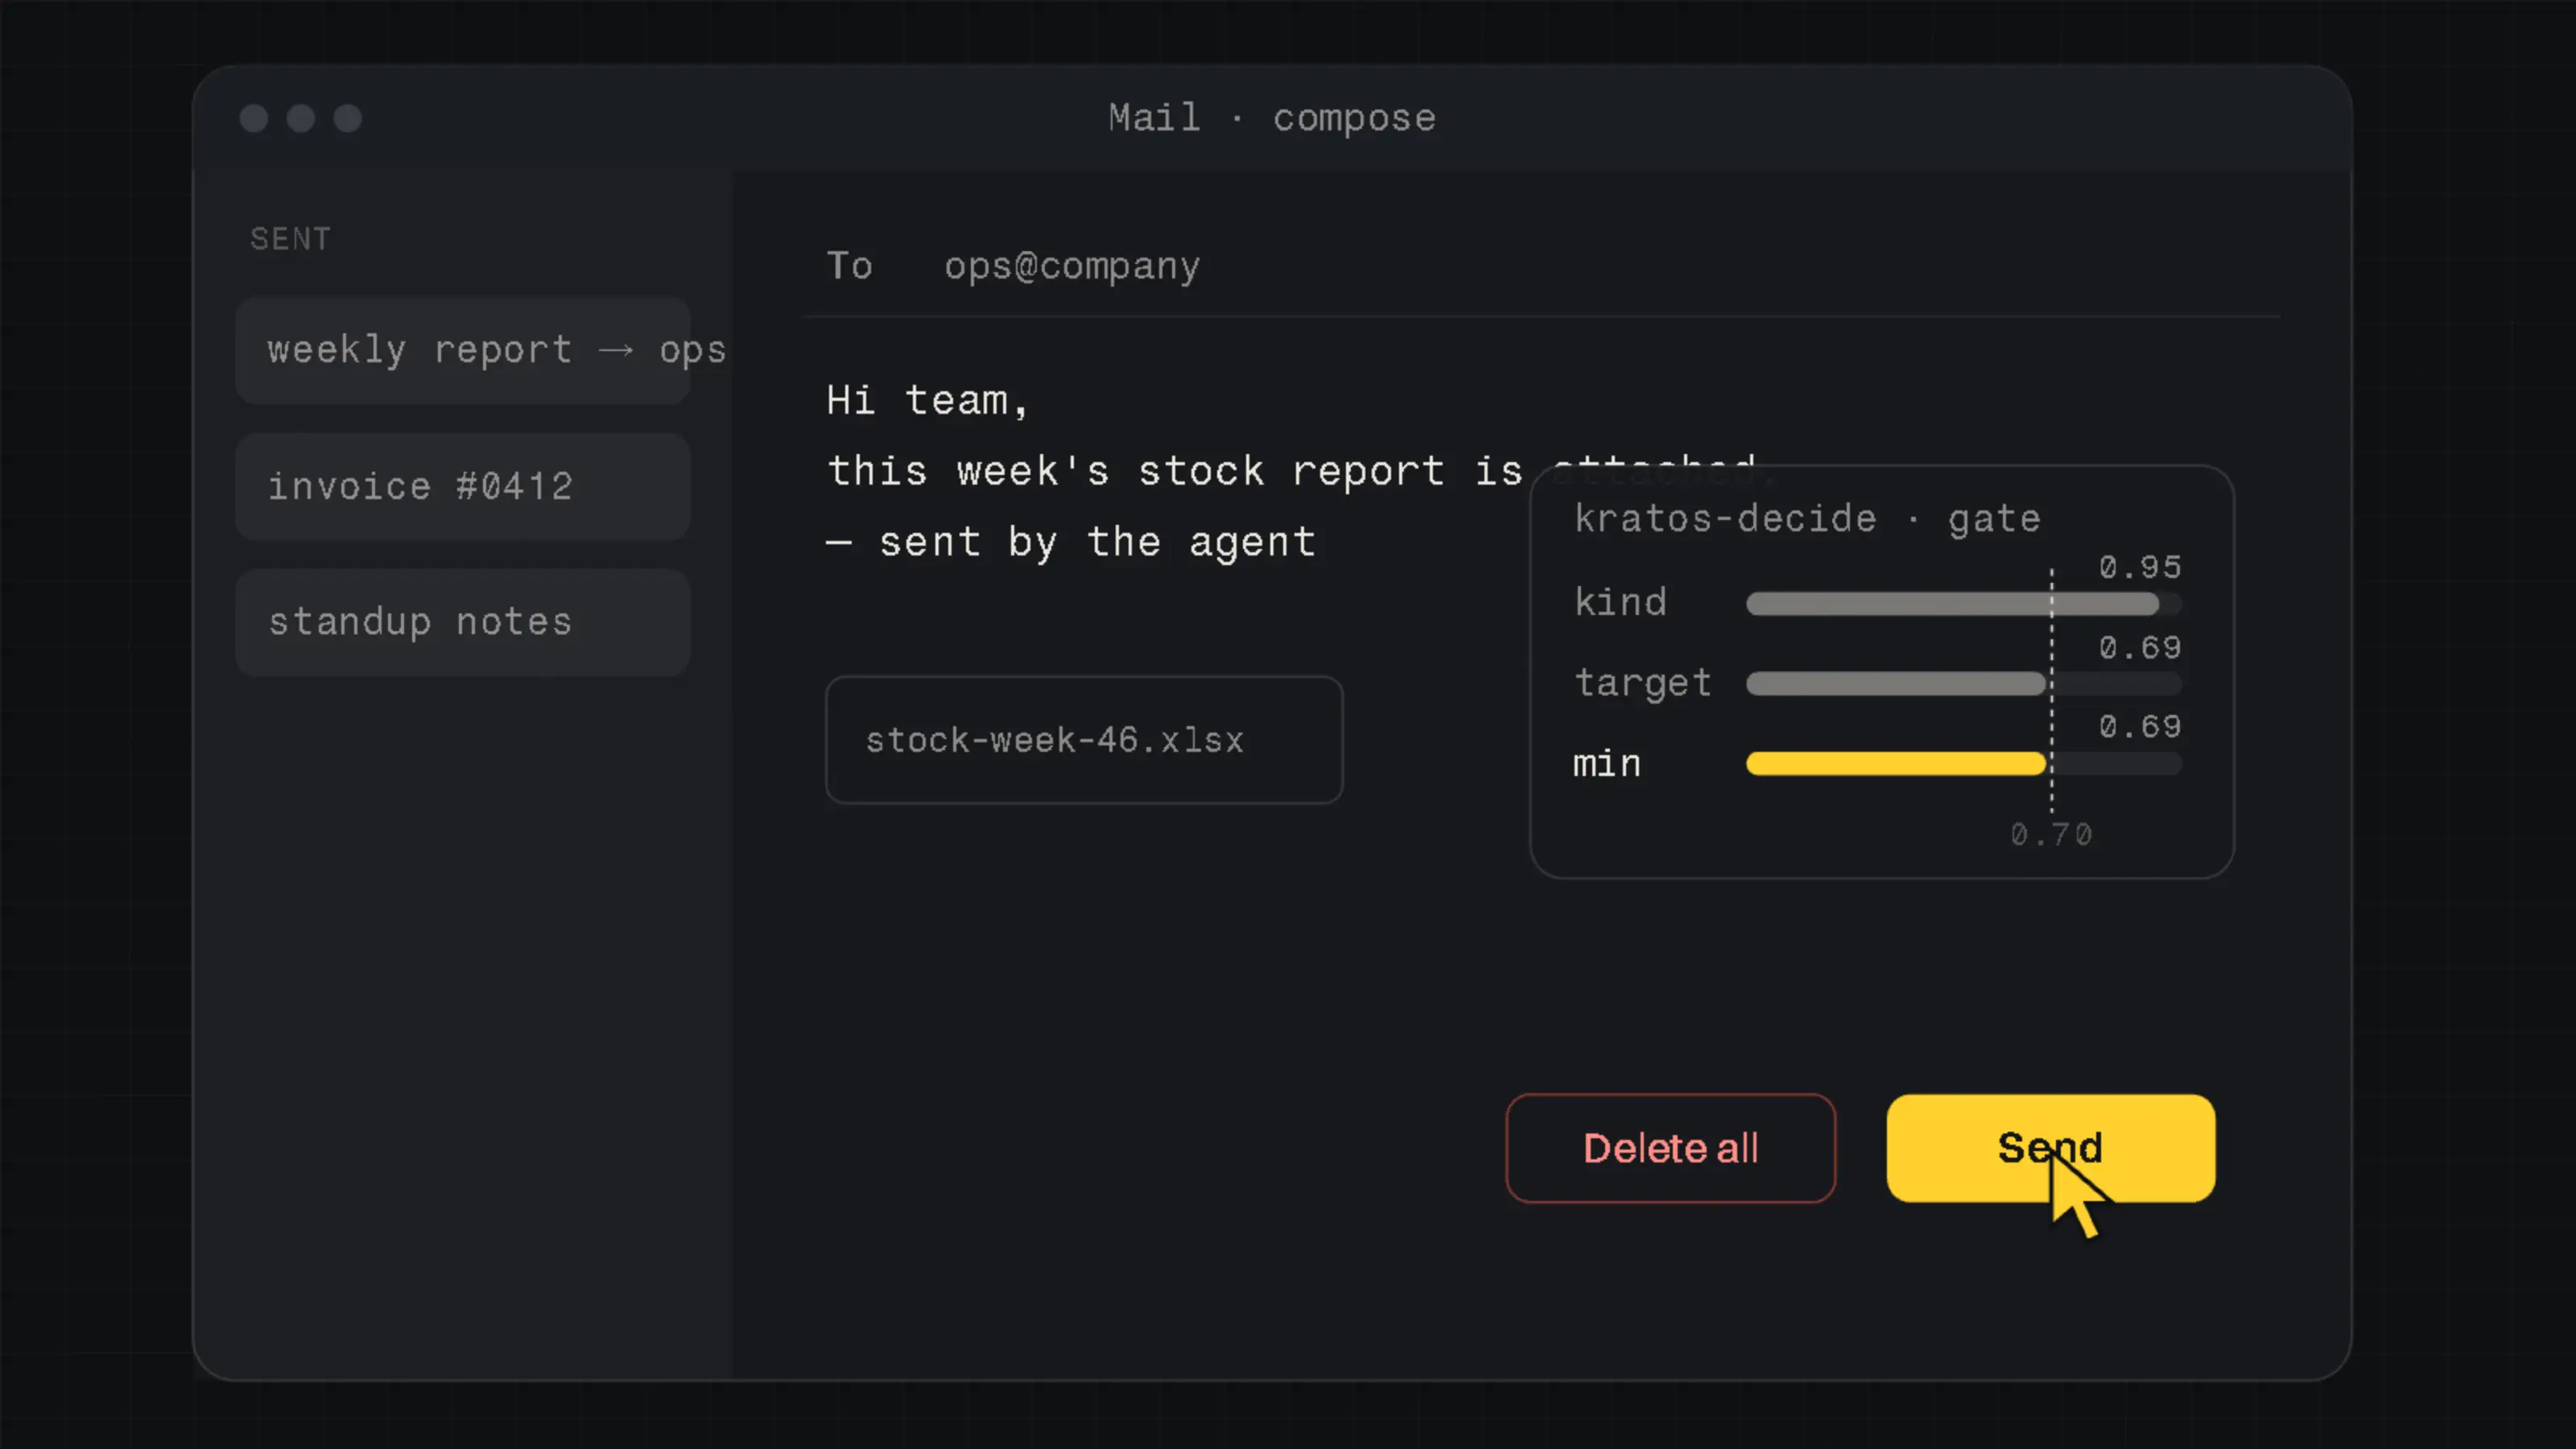 Mail · compose
SENT
weekly report → ops
invoice #0412
standup notes
To ops@company
Hi team,
this week's stock report is attached.
— sent by the agent
stock-week-46.xlsx
kratos-decide · gate
kind 0.95
target 0.69
min 0.69
0.70
Delete all
Send